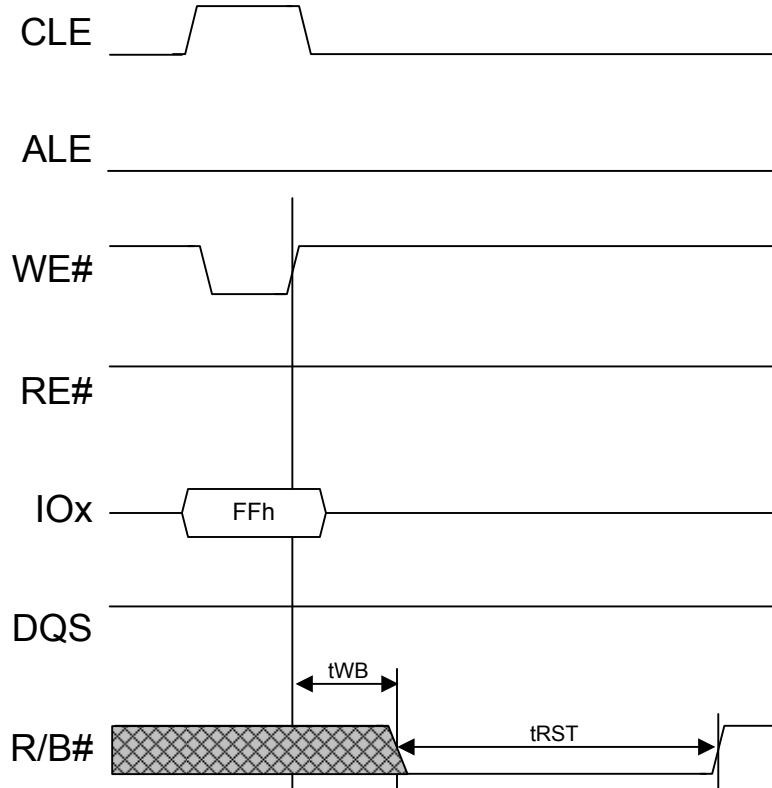 CLE
ALE
WE#
RE#
IOx
FFh
DQS
tWB
R/B#
tRST